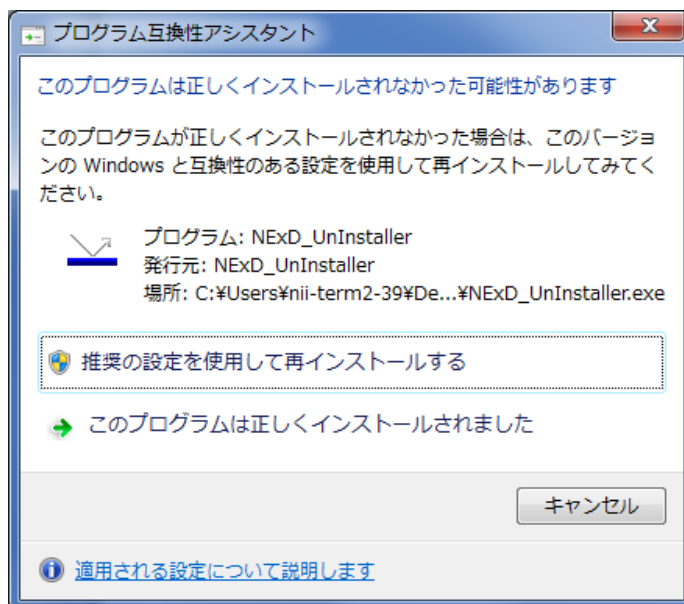 プログラム互換性アシスタント
このプログラムは正しくインストールされなかった可能性があります
このプログラムが正しくインストールされなかった場合は、このバージョ
ンの Windows と互換性のある設定を使用して再インストールしてみてく
ださい。
プログラム: NExD_UnInstaller
発行元: NExD_UnInstaller
場所: C:¥Users¥nii-term2-39¥De...¥NExD_UnInstaller.exe
推奨の設定を使用して再インストールする
このプログラムは正しくインストールされました
キャンセル
適用される設定について説明します